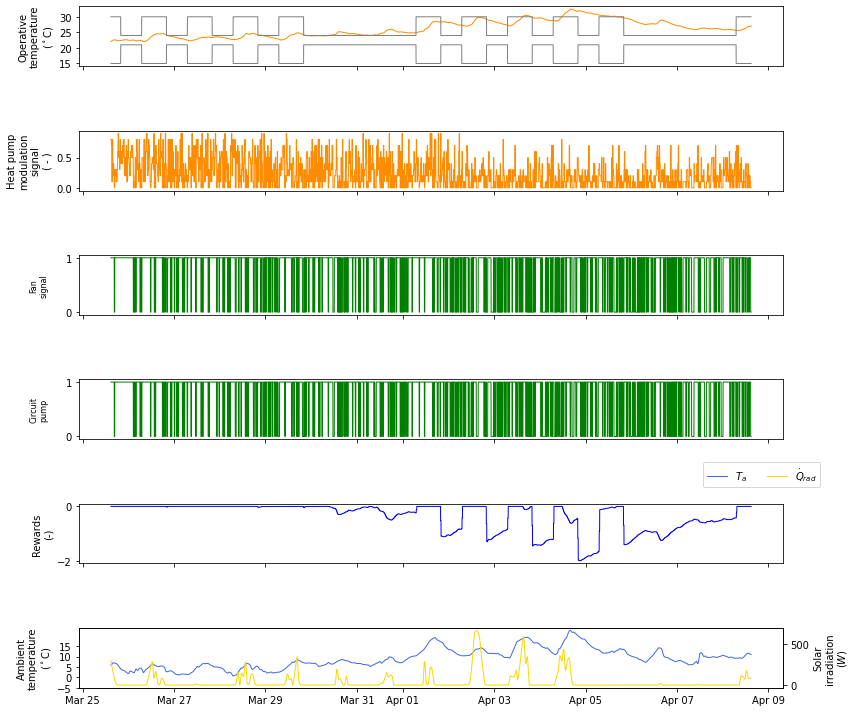 Operative
temperature
(°C)
30
25
20
15
Heat pump
modulation
signal
( - )
0.5
0.0
Fan
signal
1
0
Circuit
pump
1
0
T_a
Q̇_rad
Rewards
(-)
0
−2
Ambient
temperature
(°C)
15
10
5
0
−5
500
0
Solar
irradiation
(W)
Mar 25 Mar 27 Mar 29 Mar 31 Apr 01 Apr 03 Apr 05 Apr 07 Apr 09